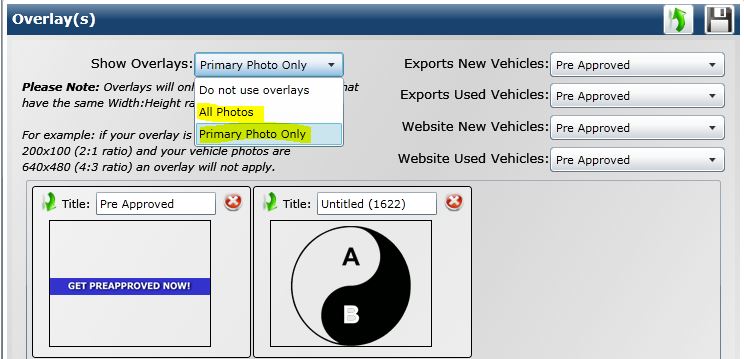 Overlay(s)
Show Overlays: Primary Photo Only
Do not use overlays
All Photos
Primary Photo Only
Please Note: Overlays will onl
hat
have the same Width:Height ra
For example: if your overlay is
200x100 (2:1 ratio) and your vehicle photos are
640x480 (4:3 ratio) an overlay will not apply.
Exports New Vehicles: Pre Approved
Exports Used Vehicles: Pre Approved
Website New Vehicles: Pre Approved
Website Used Vehicles: Pre Approved
Title: Pre Approved
GET PREAPPROVED NOW!
Title: Untitled (1622)
A
B